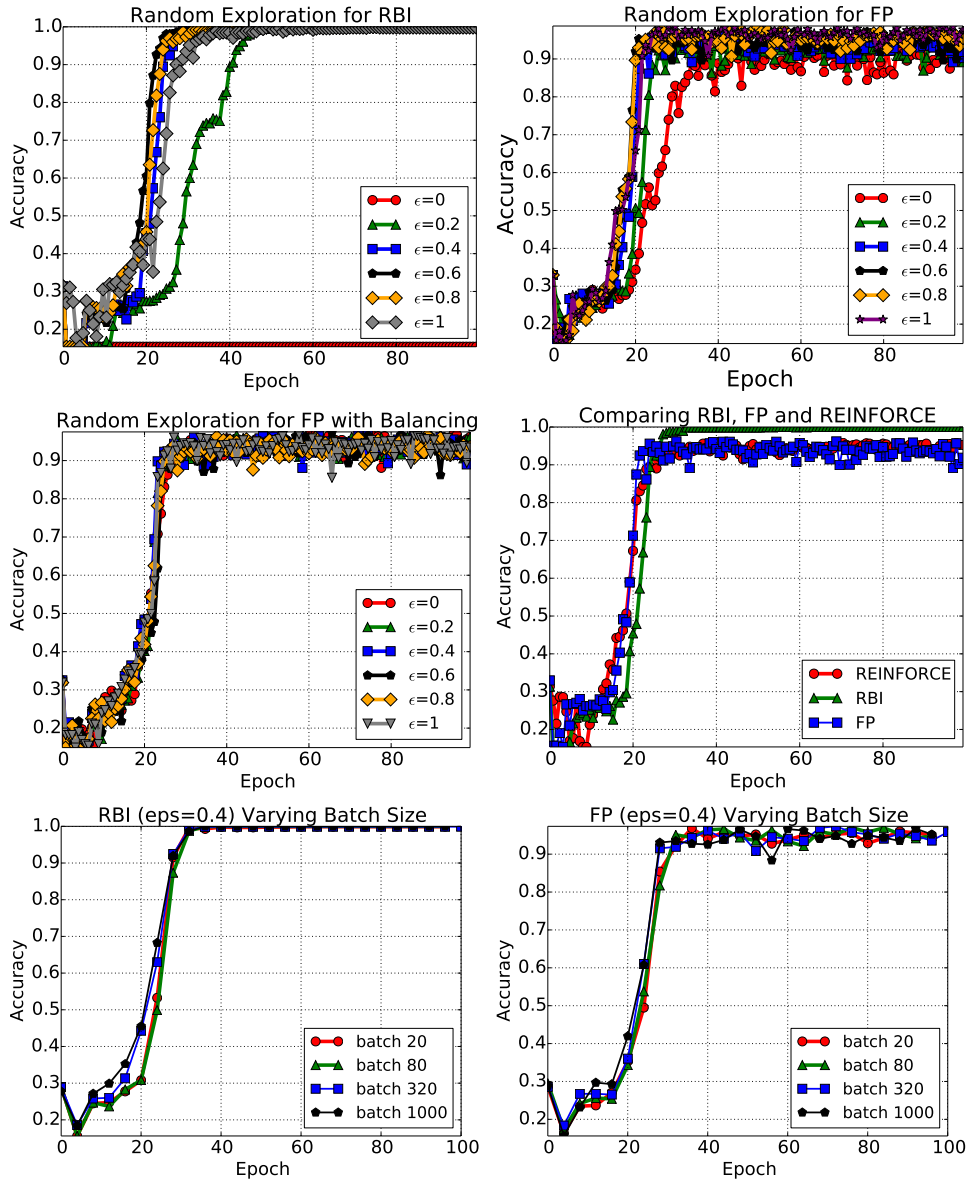 Random Exploration for RBI
1.0
0.9
0.8
0.7
0.6
0.5
0.4
0.3
0.2
Accuracy
ϵ=0
ϵ=0.2
ϵ=0.4
ϵ=0.6
ϵ=0.8
ϵ=1
0 20 40 60 80
Epoch
Random Exploration for FP
0.9
0.8
0.7
0.6
0.5
0.4
0.3
0.2
Accuracy
ϵ=0
ϵ=0.2
ϵ=0.4
ϵ=0.6
ϵ=0.8
ϵ=1
0 20 40 60 80
Epoch
Random Exploration for FP with Balancing
0.9
0.8
0.7
0.6
0.5
0.4
0.3
0.2
Accuracy
ϵ=0
ϵ=0.2
ϵ=0.4
ϵ=0.6
ϵ=0.8
ϵ=1
0 20 40 60 80
Epoch
Comparing RBI, FP and REINFORCE
1.0
0.9
0.8
0.7
0.6
0.5
0.4
0.3
0.2
Accuracy
REINFORCE
RBI
FP
0 20 40 60 80
Epoch
RBI (eps=0.4) Varying Batch Size
1.0
0.9
0.8
0.7
0.6
0.5
0.4
0.3
0.2
Accuracy
batch 20
batch 80
batch 320
batch 1000
0 20 40 60 80 100
Epoch
FP (eps=0.4) Varying Batch Size
0.9
0.8
0.7
0.6
0.5
0.4
0.3
0.2
Accuracy
batch 20
batch 80
batch 320
batch 1000
0 20 40 60 80 100
Epoch